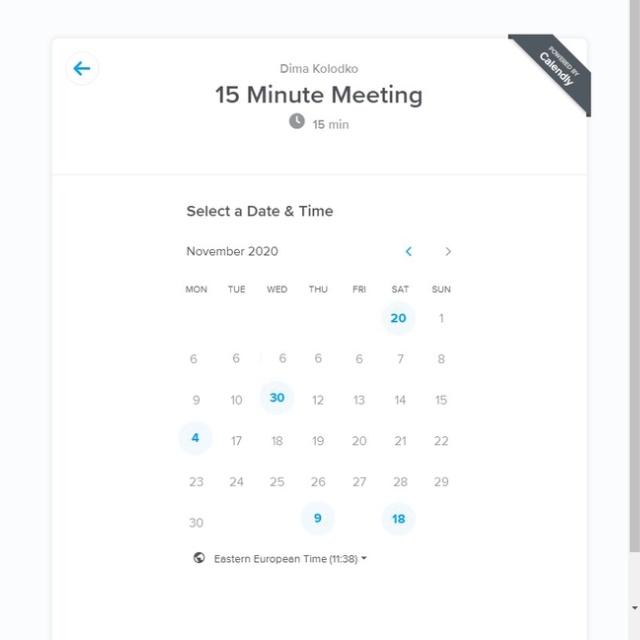 POWERED BY
Calendly
Dima Kolodko
15 Minute Meeting
15 min
Select a Date & Time
November 2020
MON TUE WED THU FRI SAT SUN
20 1
6 6 6 6 6 7 8
9 10 30 12 13 14 15
4 17 18 19 20 21 22
23 24 25 26 27 28 29
30 9 18
Eastern European Time (11:38)